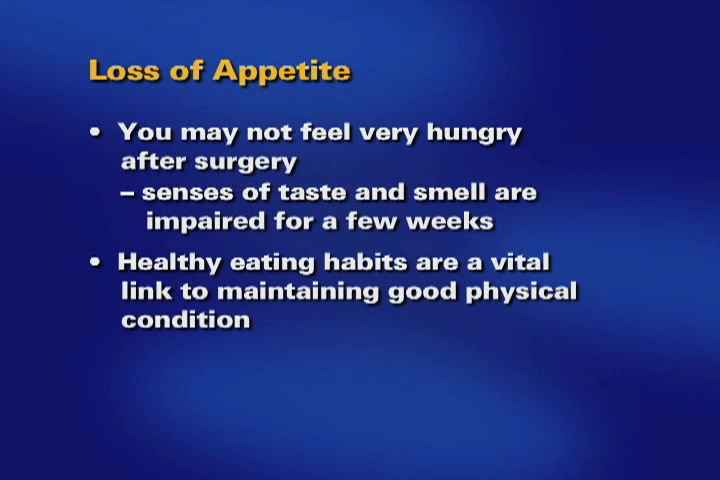 Loss of Appetite
• You may not feel very hungry
after surgery
– senses of taste and smell are
impaired for a few weeks
• Healthy eating habits are a vital
link to maintaining good physical
condition